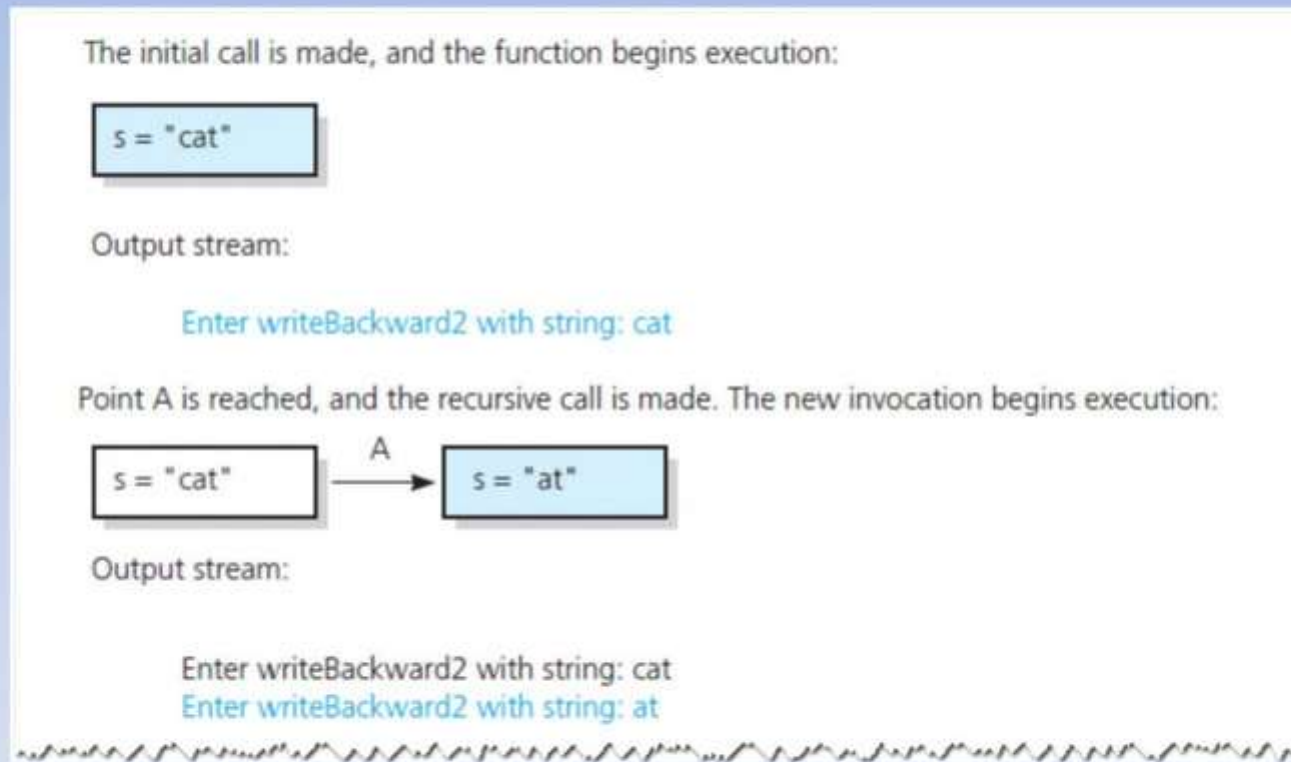 The initial call is made, and the function begins execution:
s = "cat"
Output stream:
Enter writeBackward2 with string: cat
Point A is reached, and the recursive call is made. The new invocation begins execution:
A
s = "cat"
s = "at"
Output stream:
Enter writeBackward2 with string: cat
Enter writeBackward2 with string: at